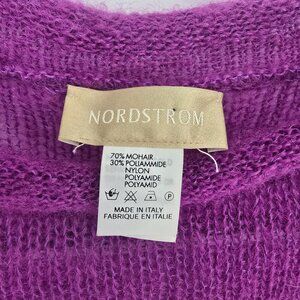 NORDSTROM
70% MOHAIR
30% POLIAMMIDE
NYLON
POLYAMIDE
POLYAMID
MADE IN ITALY
FABRIQUE EN ITALIE